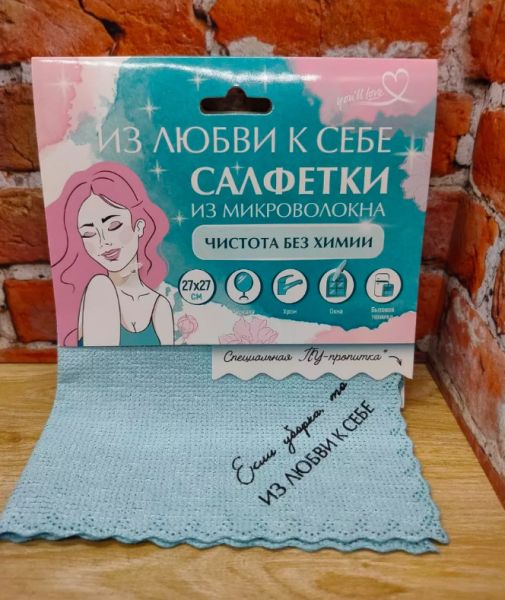 you'll love
ИЗ ЛЮБВИ К СЕБЕ
САЛФЕТКИ
ИЗ МИКРОВОЛОКНА
ЧИСТОТА БЕЗ ХИМИИ
27x27
СМ
Зеркала
Хром
Окна
Бытовая
техника
Специальная ПУ-пропитка*
Если уборка, то
ИЗ ЛЮБВИ К СЕБЕ